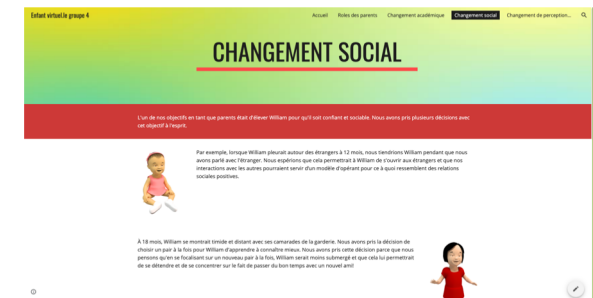 Enfant virtuel.le groupe 4
Accueil Roles des parents Changement académique Changement social Changement de perception...
CHANGEMENT SOCIAL
L'un de nos objectifs en tant que parents était d'élever William pour qu'il soit confiant et sociable. Nous avons pris plusieurs décisions avec
cet objectif à l'esprit.
Par exemple, lorsque William pleurait autour des étrangers à 12 mois, nous tiendrions William pendant que nous
avons parlé avec l'étranger. Nous espérions que cela permettrait à William de s'ouvrir aux étrangers et que nos
interactions avec les autres pourraient servir d'un modèle d'opérant pour ce à quoi ressemblent des relations
sociales positives.
À 18 mois, William se montrait timide et distant avec ses camarades de la garderie. Nous avons pris la décision de
choisir un pair à la fois pour William d'apprendre à connaître mieux. Nous avons pris cette décision parce que nous
pensons qu'en se focalisant sur un nouveau pair à la fois, William serait moins submergé et que cela lui permettrait
de se détendre et de se concentrer sur le fait de passer du bon temps avec un nouvel ami!